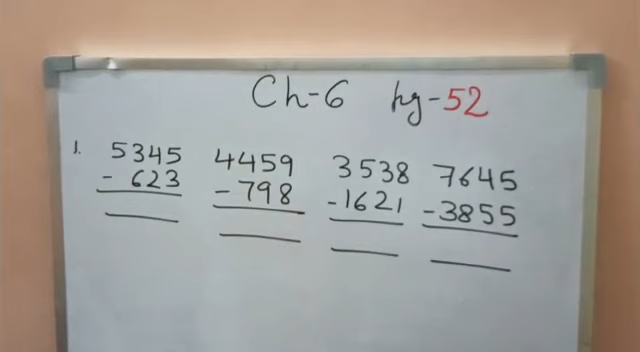 Ch-6 pg-52
1. 5345 4459 3538 7645
- 623 - 798 - 1621 - 3855